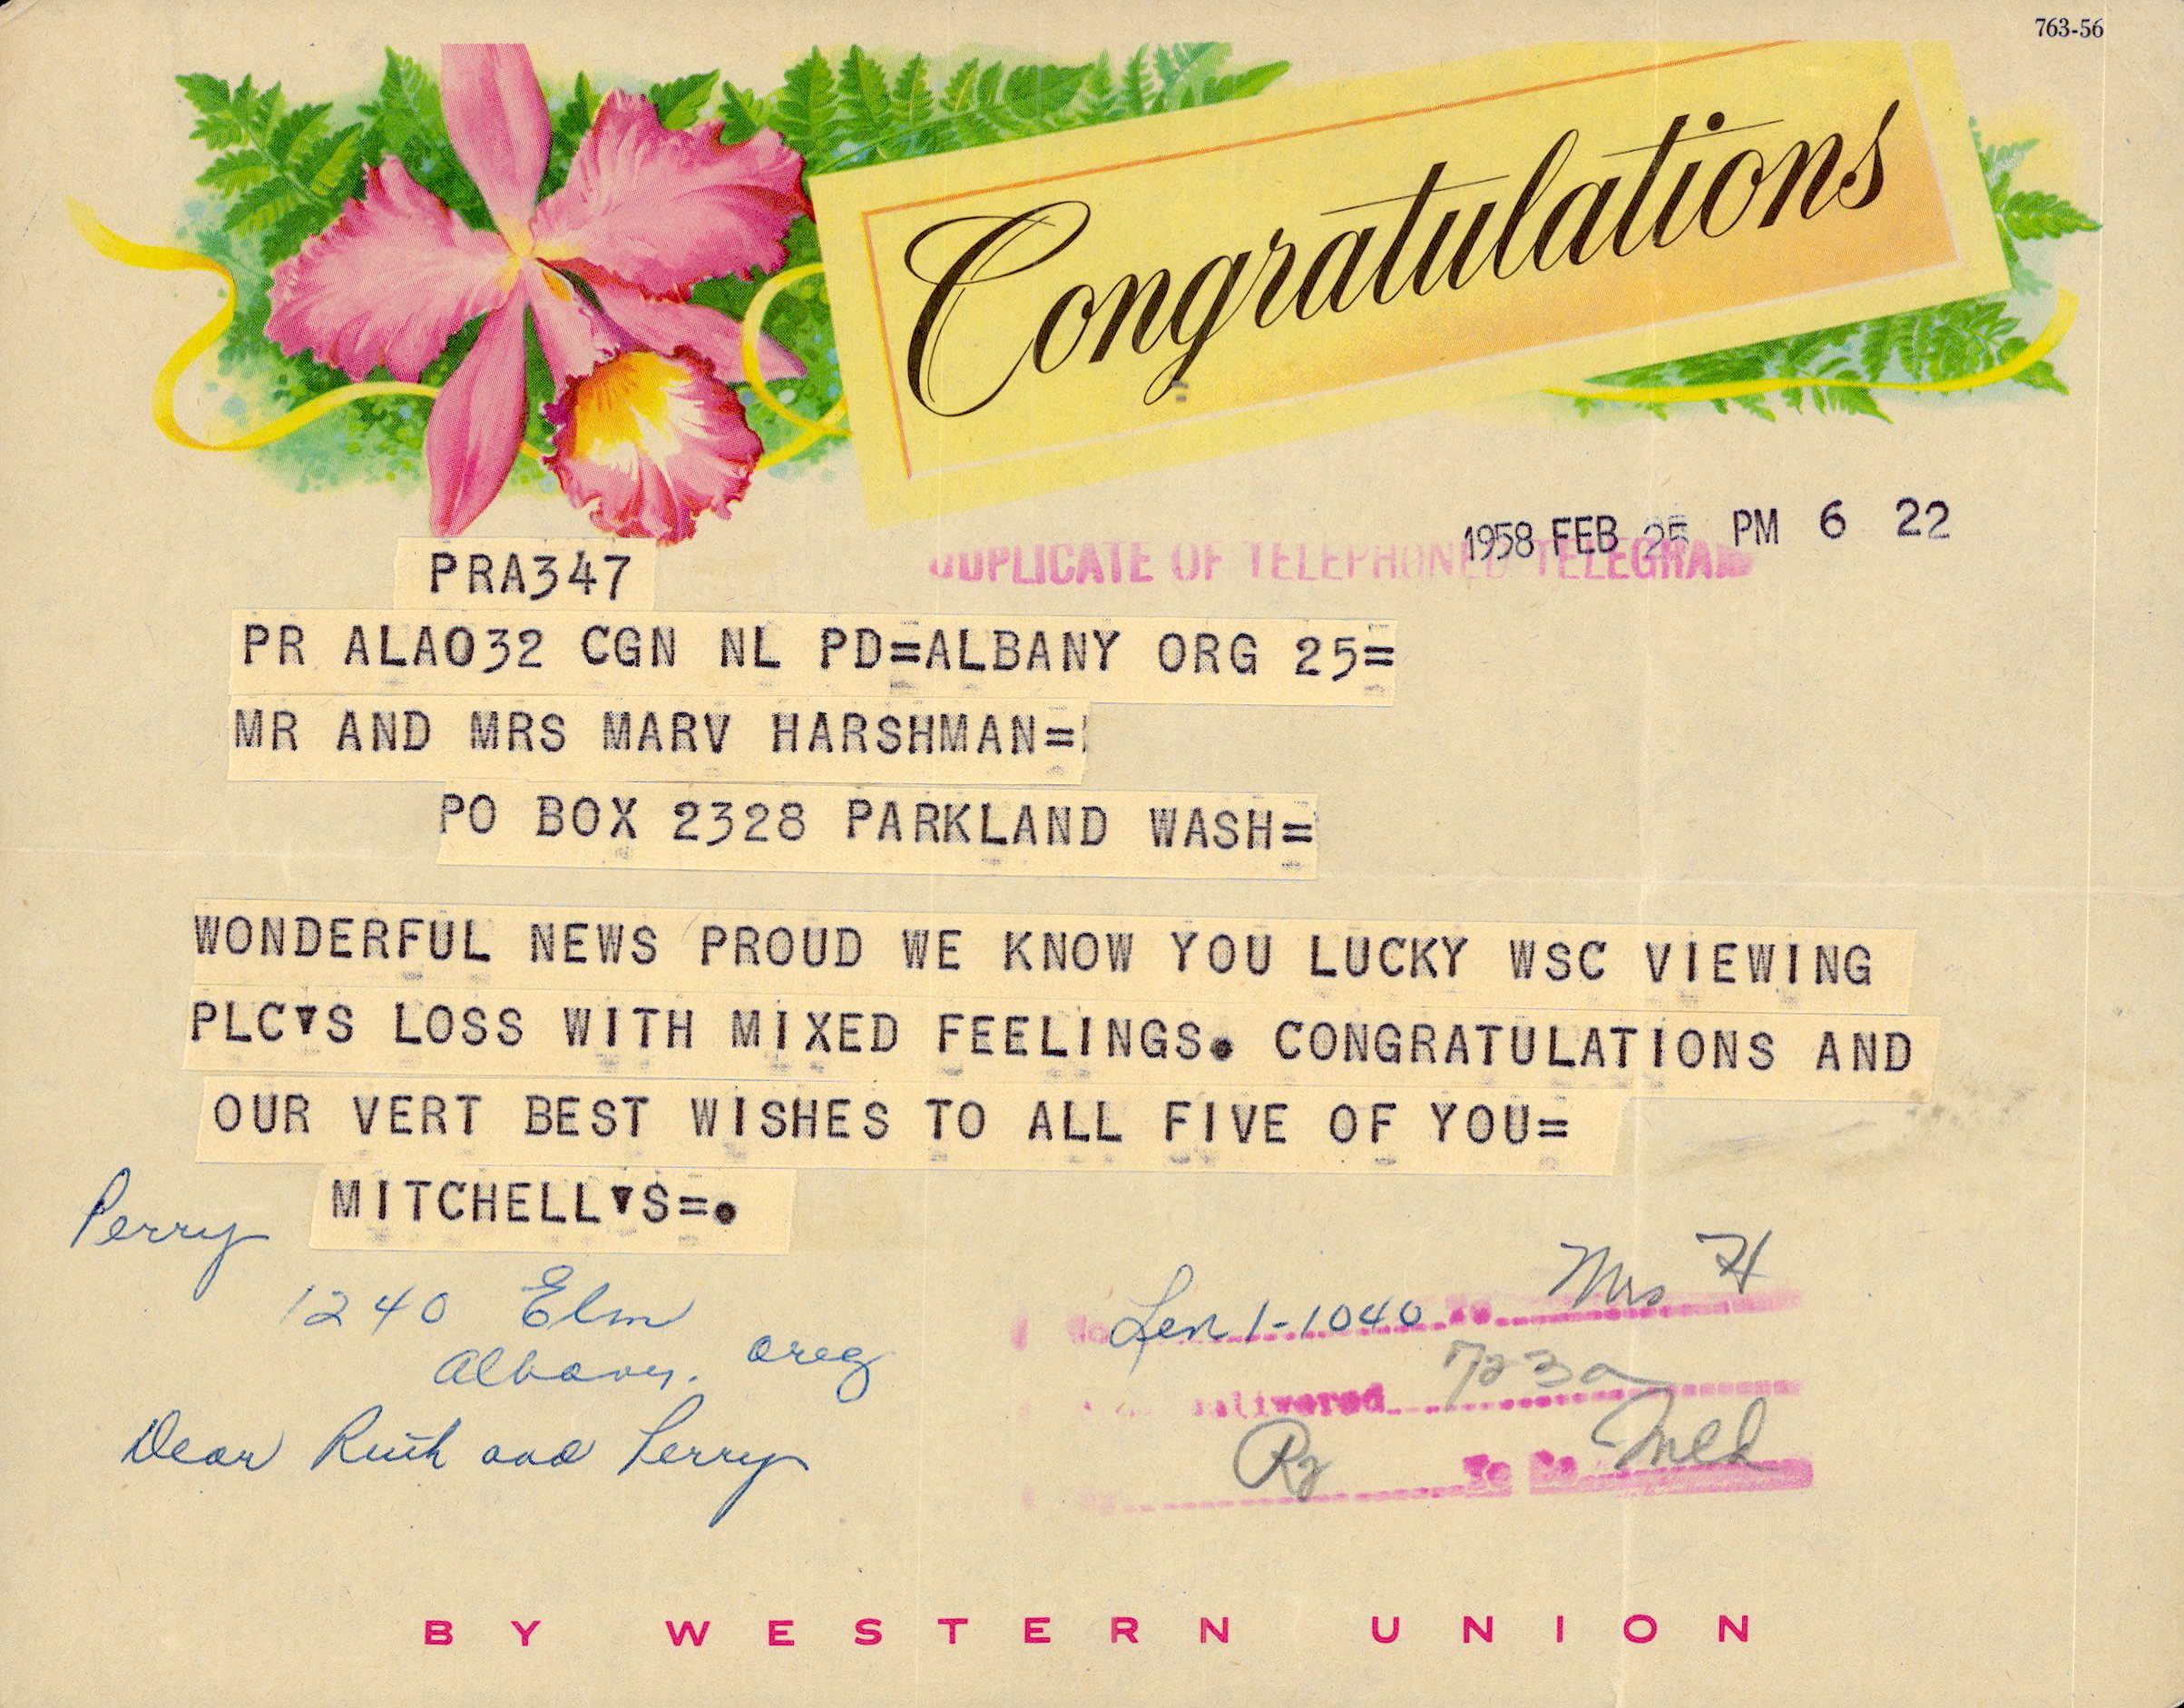 763-56
Congratulations
1958 FEB 25 PM 6 22
DUPLICATE OF TELEPHONED TELEGRAM
PRA347
PR ALA032 CGN NL PD=ALBANY ORG 25=
MR AND MRS MARV HARSHMAN=
PO BOX 2328 PARKLAND WASH=
WONDERFUL NEWS PROUD WE KNOW YOU LUCKY WSC VIEWING
PLC▾S LOSS WITH MIXED FEELINGS. CONGRATULATIONS AND
OUR VERT BEST WISHES TO ALL FIVE OF YOU=
MITCHELL▾S=.
Perry
1240 Elm
Albany. Oreg
Dear Ruth and Perry
Mrs H
Len 1-1040
delivered
To Be
BY WESTERN UNION